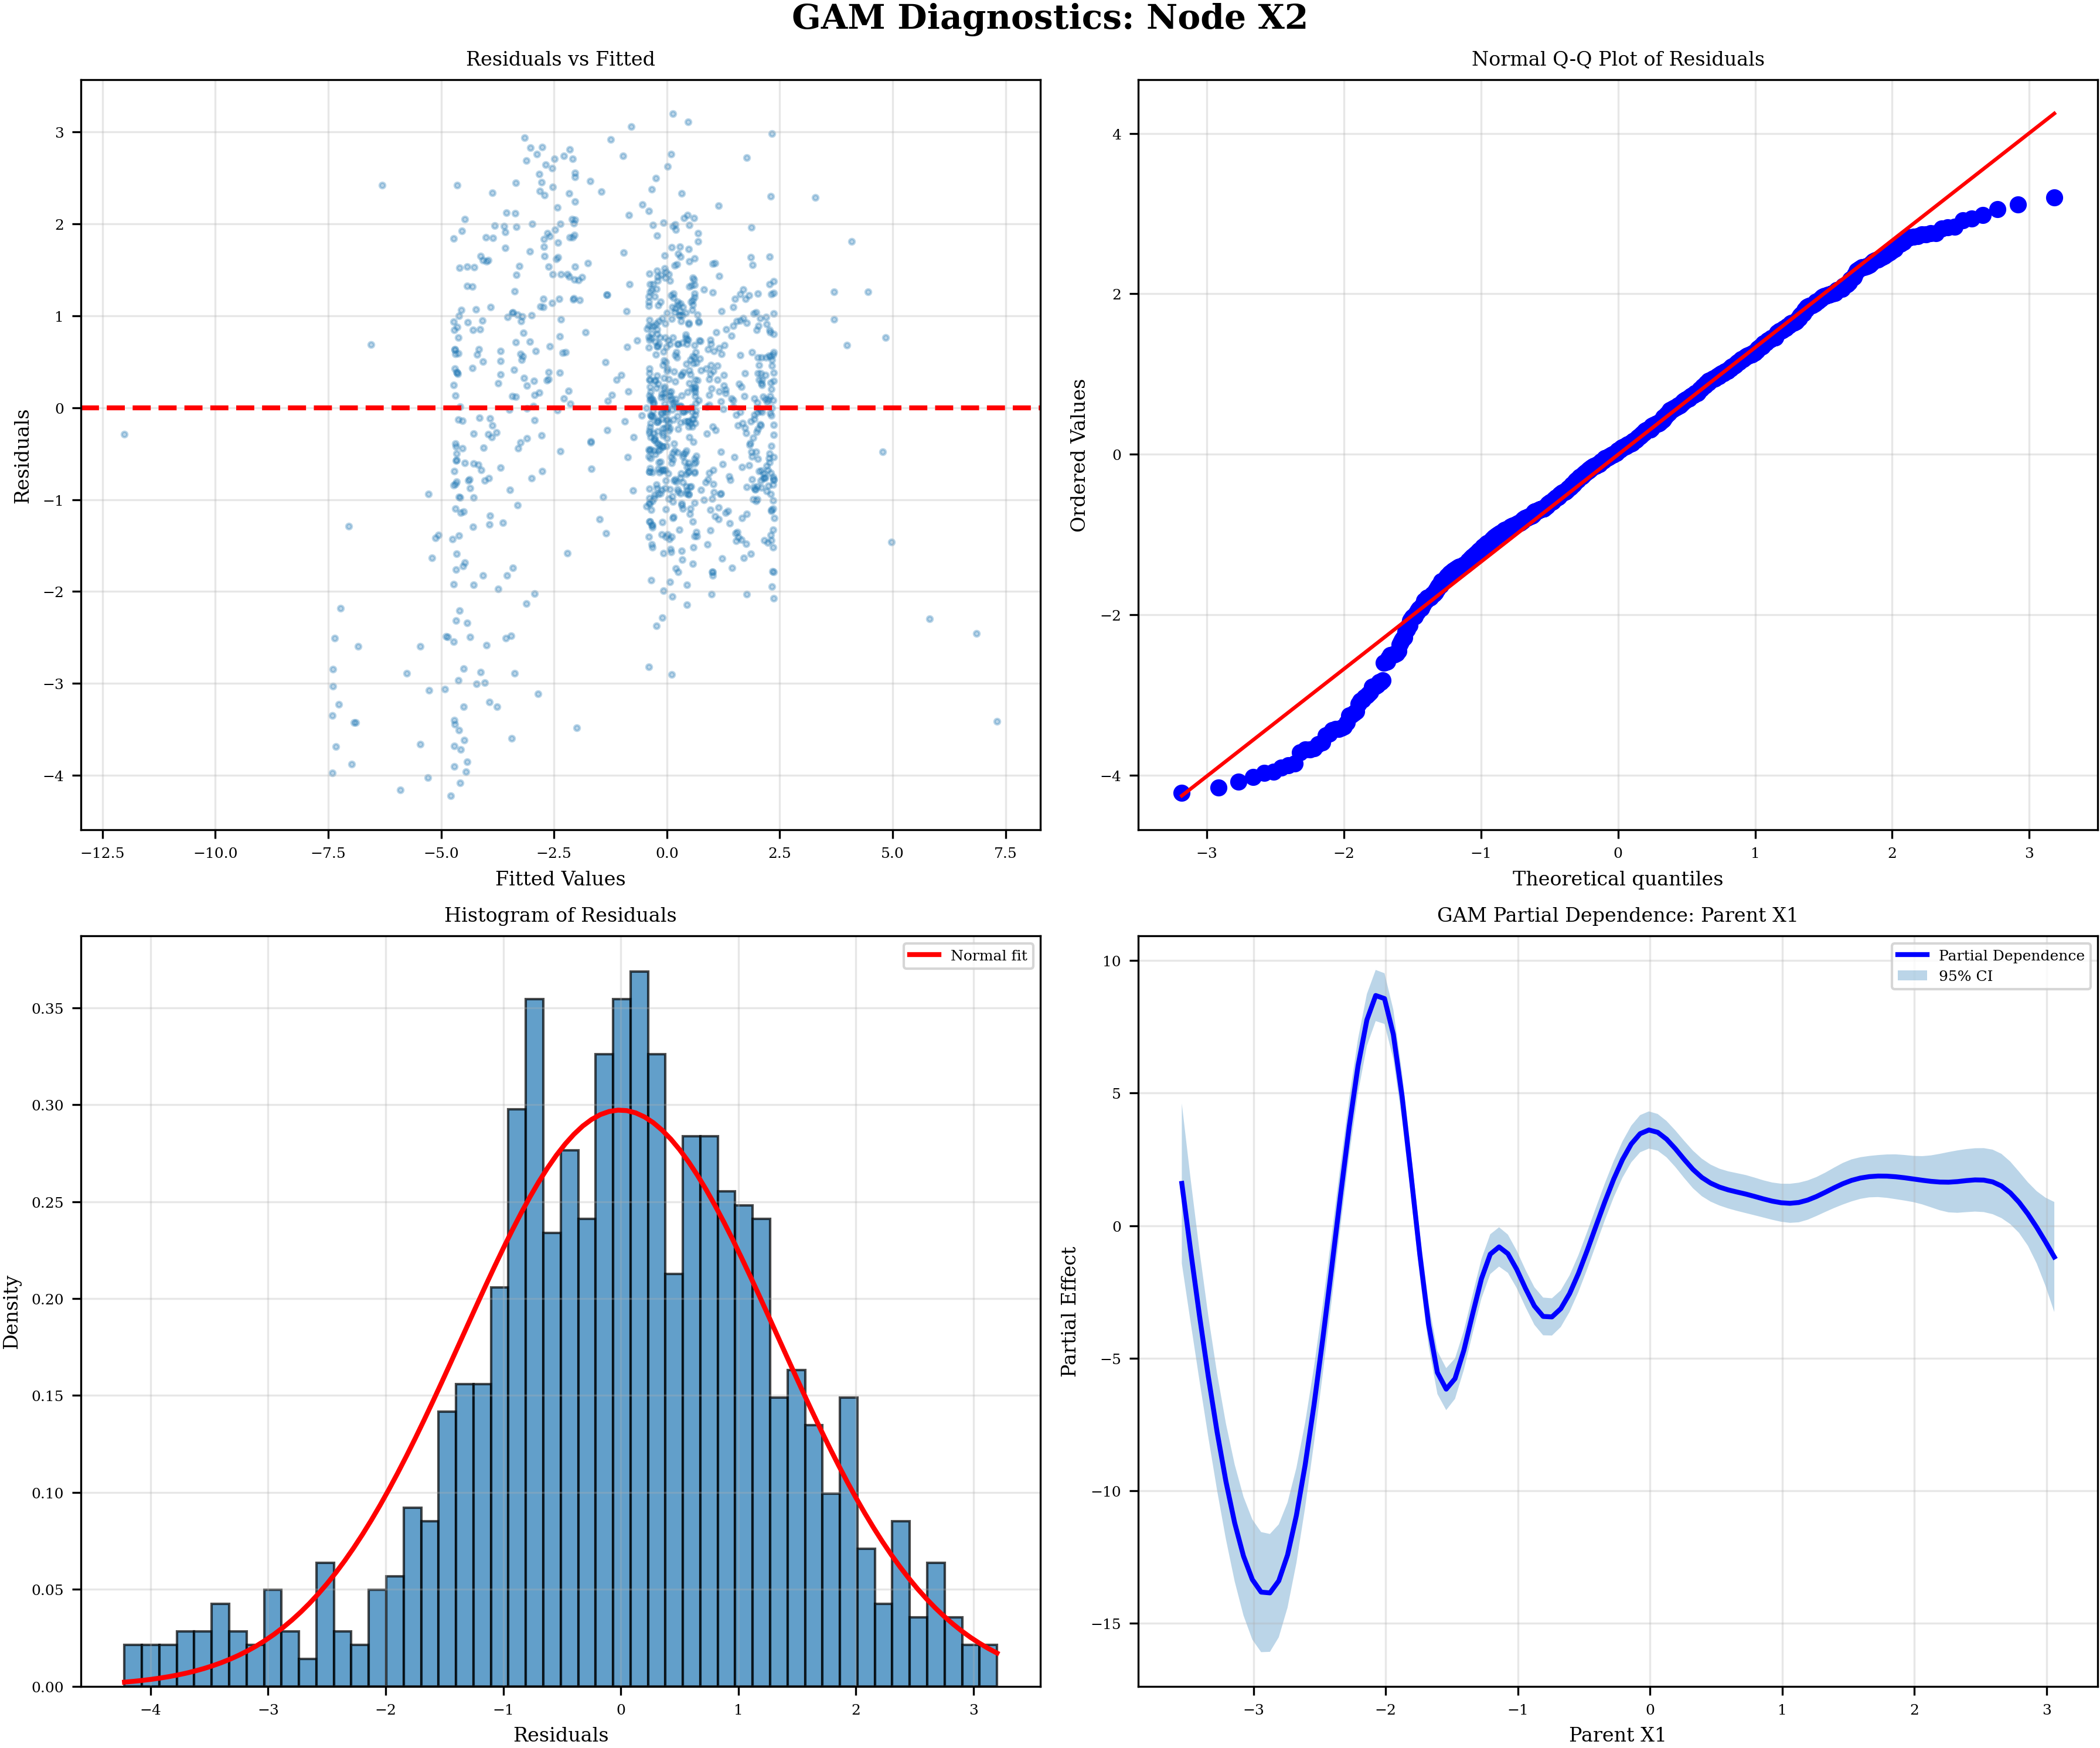 GAM Diagnostics: Node X2
Residuals vs Fitted
Residuals
3
2
1
0
−1
−2
−3
−4
−12.5 −10.0 −7.5 −5.0 −2.5 0.0 2.5 5.0 7.5
Fitted Values
Normal Q-Q Plot of Residuals
Ordered Values
4
2
0
−2
−4
−3 −2 −1 0 1 2 3
Theoretical quantiles
Histogram of Residuals
Normal fit
Density
0.35
0.30
0.25
0.20
0.15
0.10
0.05
0.00
−4 −3 −2 −1 0 1 2 3
Residuals
GAM Partial Dependence: Parent X1
Partial Dependence
95% CI
Partial Effect
10
5
0
−5
−10
−15
−3 −2 −1 0 1 2 3
Parent X1